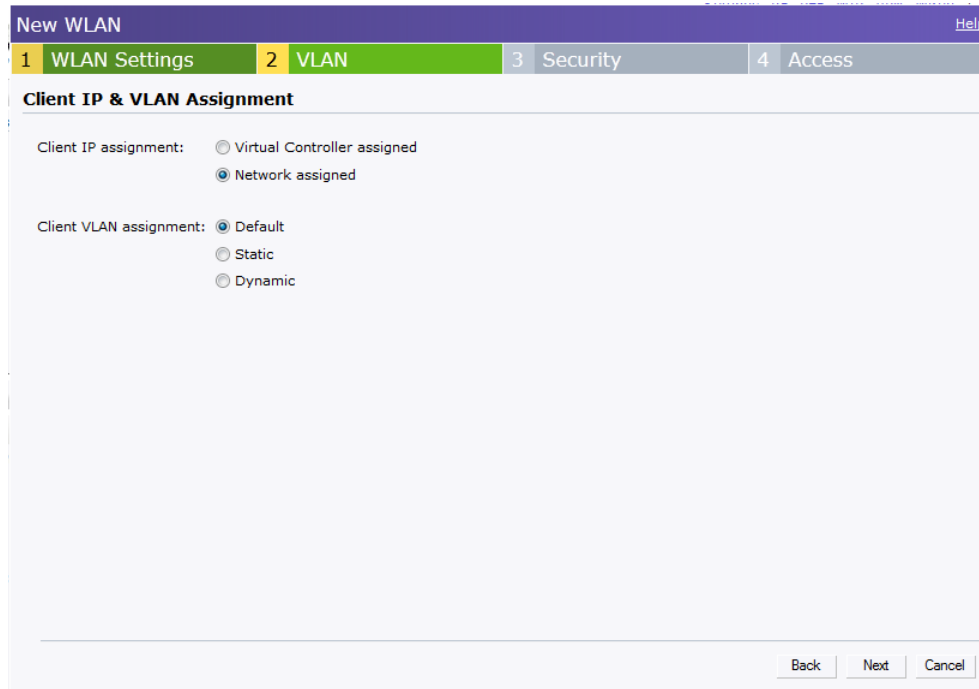 New WLAN Hel
1 WLAN Settings 2 VLAN 3 Security 4 Access
Client IP & VLAN Assignment
Client IP assignment: Virtual Controller assigned
Network assigned
Client VLAN assignment: Default
Static
Dynamic
Back Next Cancel